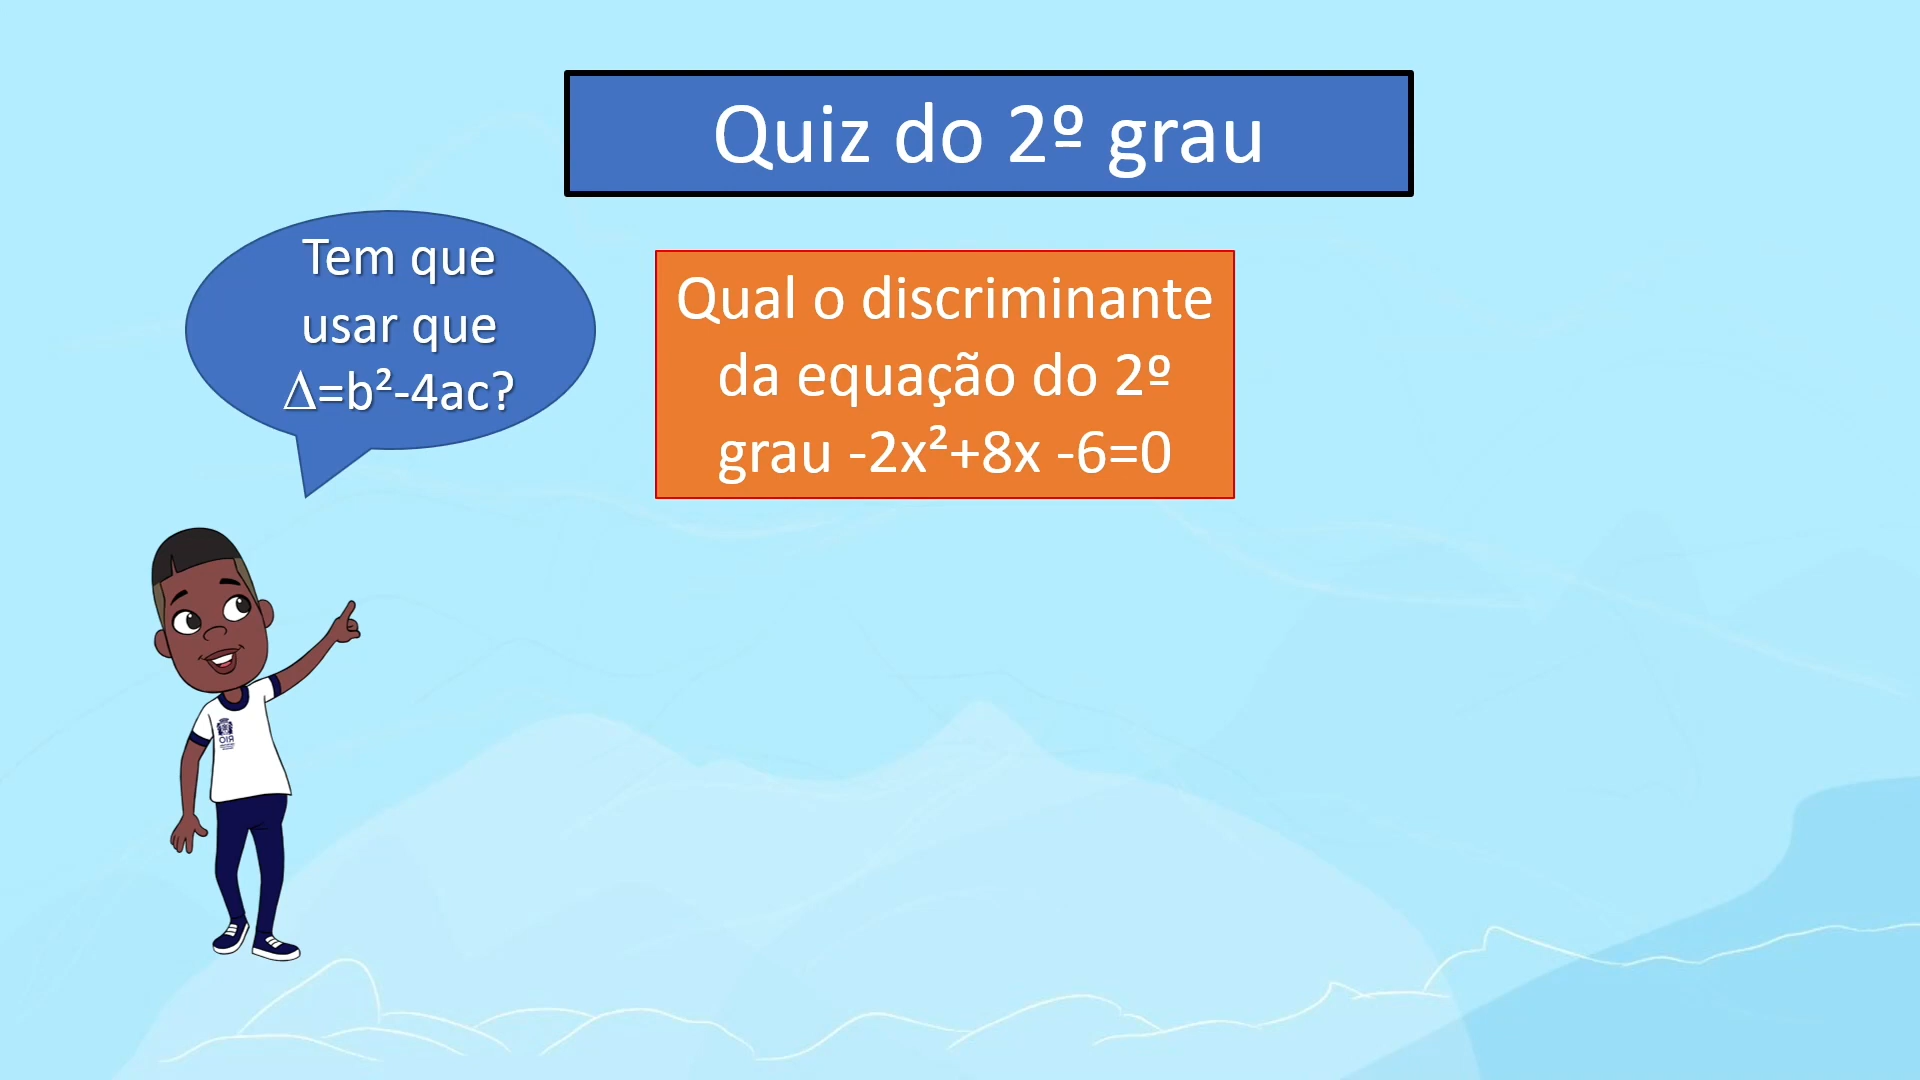 Quiz do 2º grau
Tem que
usar que
Δ=b²-4ac?
Qual o discriminante
da equação do 2º
grau -2x²+8x -6=0